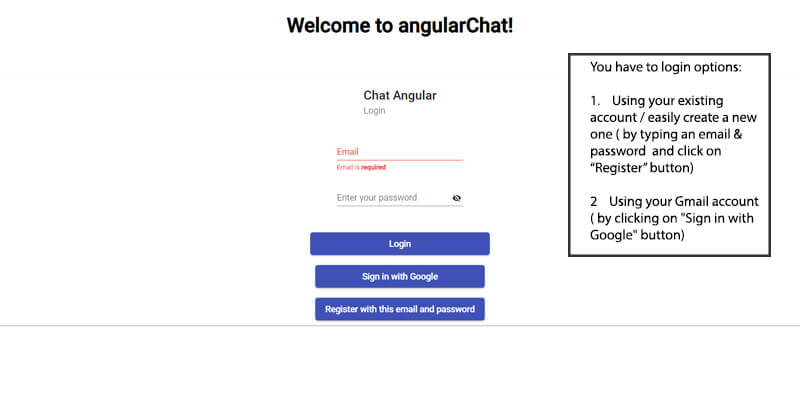 Welcome to angularChat!
Chat Angular
Login
Email
Email is required
Enter your password
Login
Sign in with Google
Register with this email and password
You have to login options:
1. Using your existing
account / easily create a new
one ( by typing an email &
password and click on
“Register” button)
2 Using your Gmail account
( by clicking on "Sign in with
Google" button)